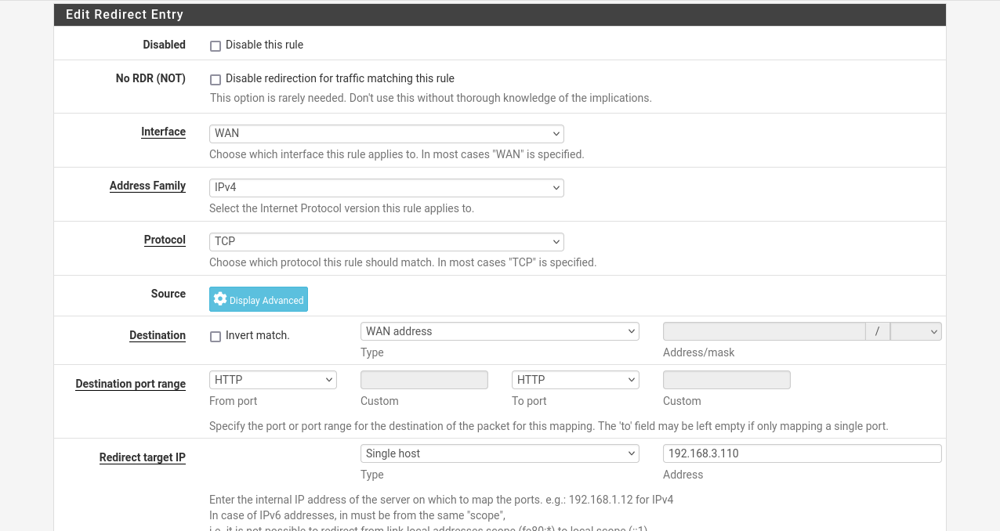 Edit Redirect Entry
Disabled
Disable this rule
No RDR (NOT)
Disable redirection for traffic matching this rule
This option is rarely needed. Don't use this without thorough knowledge of the implications.
Interface
WAN
Choose which interface this rule applies to. In most cases "WAN" is specified.
Address Family
IPv4
Select the Internet Protocol version this rule applies to.
Protocol
TCP
Choose which protocol this rule should match. In most cases "TCP" is specified.
Source
Display Advanced
Destination
Invert match.
WAN address
/
Type
Address/mask
Destination port range
HTTP
HTTP
From port
Custom
To port
Custom
Specify the port or port range for the destination of the packet for this mapping. The 'to' field may be left empty if only mapping a single port.
Redirect target IP
Single host
192.168.3.110
Type
Address
Enter the internal IP address of the server on which to map the ports. e.g.: 192.168.1.12 for IPv4
In case of IPv6 addresses, in must be from the same "scope",
i.e. it is not possible to redirect from link-local addresses scope (fe80:*) to local scope (::1)